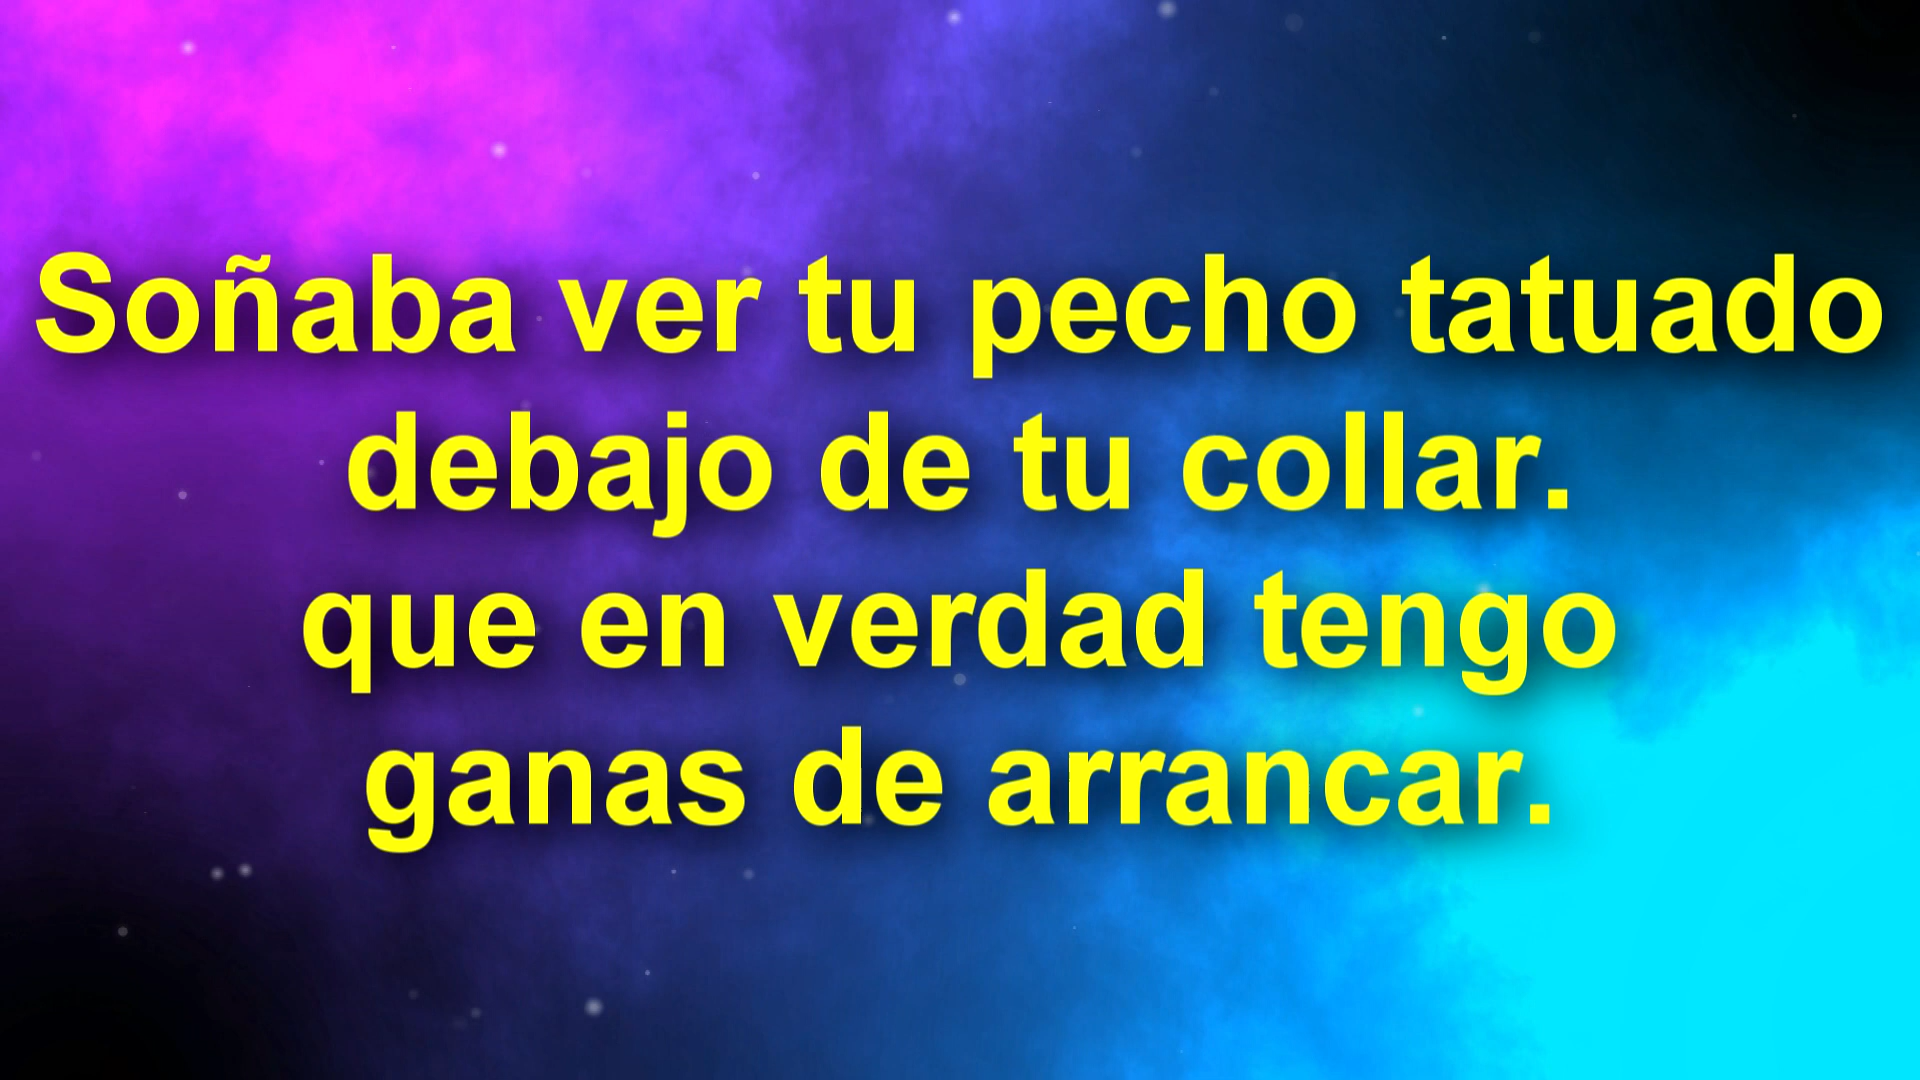 Soñaba ver tu pecho tatuado
debajo de tu collar.
que en verdad tengo
ganas de arrancar.